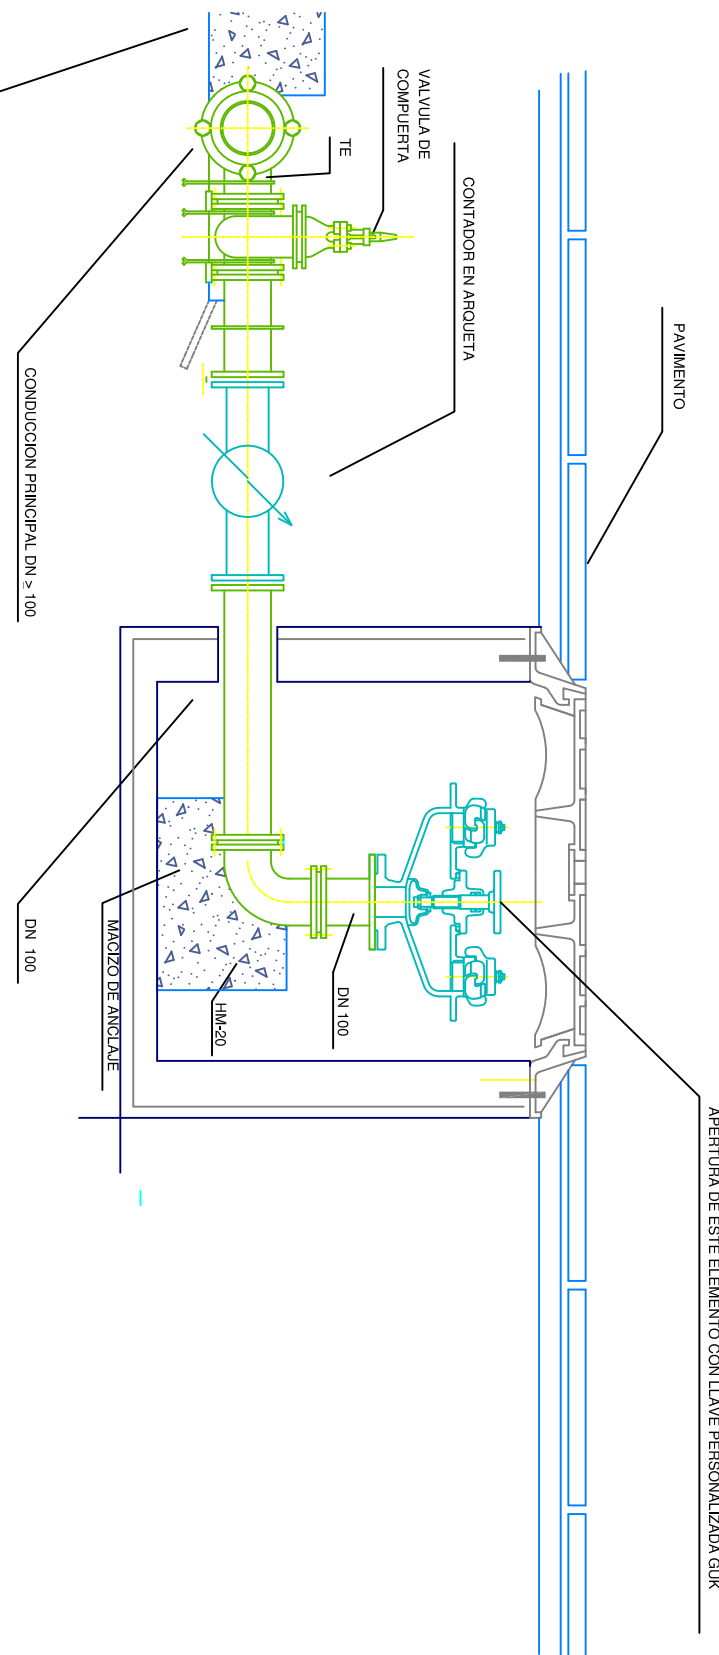 VALVULA DE
COMPUERTA
TE
CONTADOR EN ARQUETA
PAVIMENTO
CONDUCCION PRINCIPAL DN ≥ 100
DN 100
MACIZO DE ANCLAJE
HM-20
DN 100
APERTURA DE ESTE ELEMENTO CON LLAVE PERSONALIZADA GUK